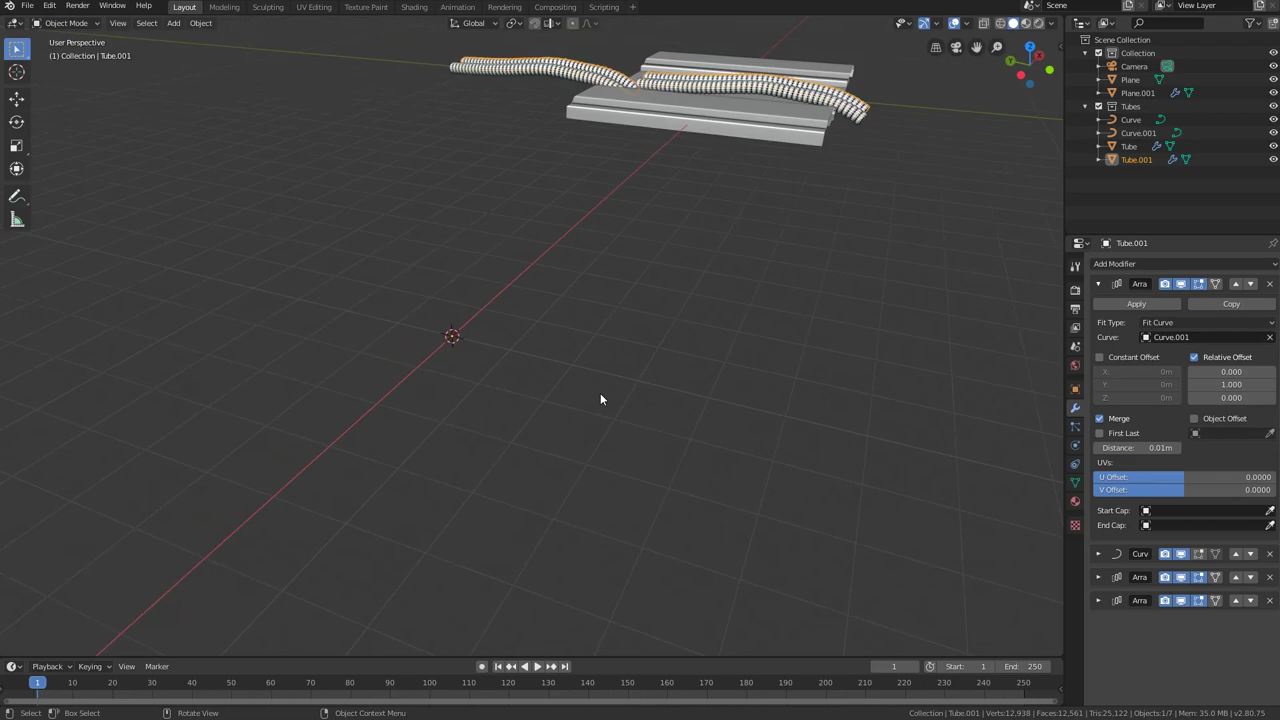 File Edit Render Window Help
Layout Modeling Sculpting UV Editing Texture Paint Shading Animation Rendering Compositing Scripting +
Scene
View Layer
Object Mode View Select Add Object
Global
User Perspective
(1) Collection | Tube.001
Z
X
Y
Scene Collection
Collection
Camera
Plane
Plane.001
Tubes
Curve
Curve.001
Tube
Tube.001
Tube.001
Add Modifier
Arra
Apply Copy
Fit Type: Fit Curve
Curve: Curve.001
Constant Offset Relative Offset
X: 0m 0.000
Y: 0m 1.000
Z: 0m 0.000
Merge Object Offset
First Last
Distance: 0.01m
UVs:
U Offset: 0.0000
V Offset: 0.0000
Start Cap:
End Cap:
Curv
Arra
Arra
Playback Keying View Marker
1 Start: 1 End: 250
1 10 20 30 40 50 60 70 80 90 100 110 120 130 140 150 160 170 180 190 200 210 220 230 240 250
Select Box Select Rotate View Object Context Menu
Collection | Tube.001 | Verts:12,938 | Faces:12,561 | Tris:25,122 | Objects:1/7 | Mem: 35.0 MB | v2.80.75